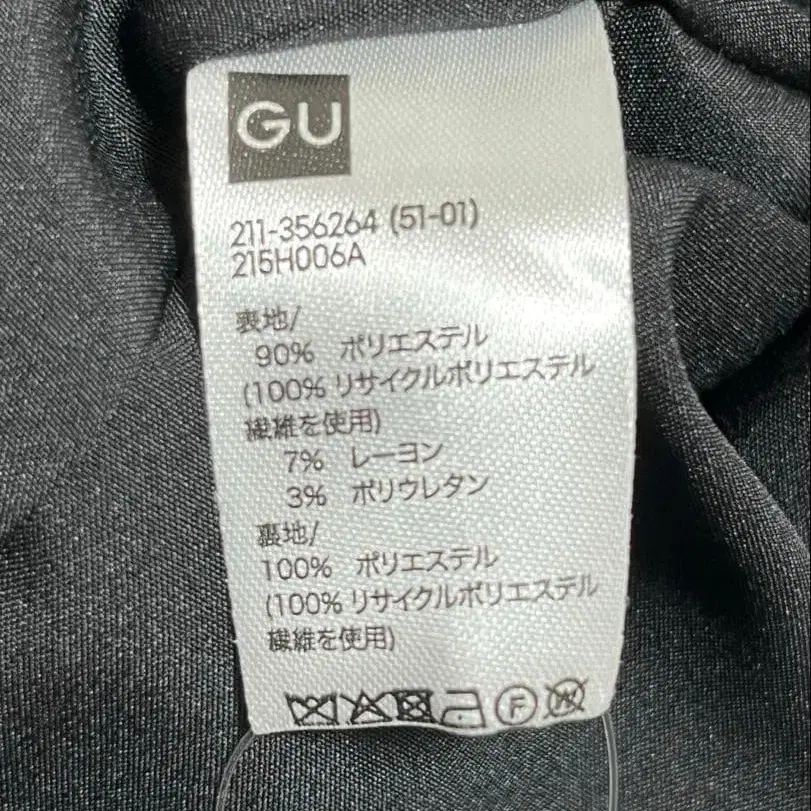 GU
211-356264 (51-01)
215H006A
表地/
90% ポリエステル
(100% リサイクルポリエステル
繊維を使用)
7% レーヨン
3% ポリウレタン
裏地/
100% ポリエステル
(100% リサイクルポリエステル
繊維を使用)
F
W